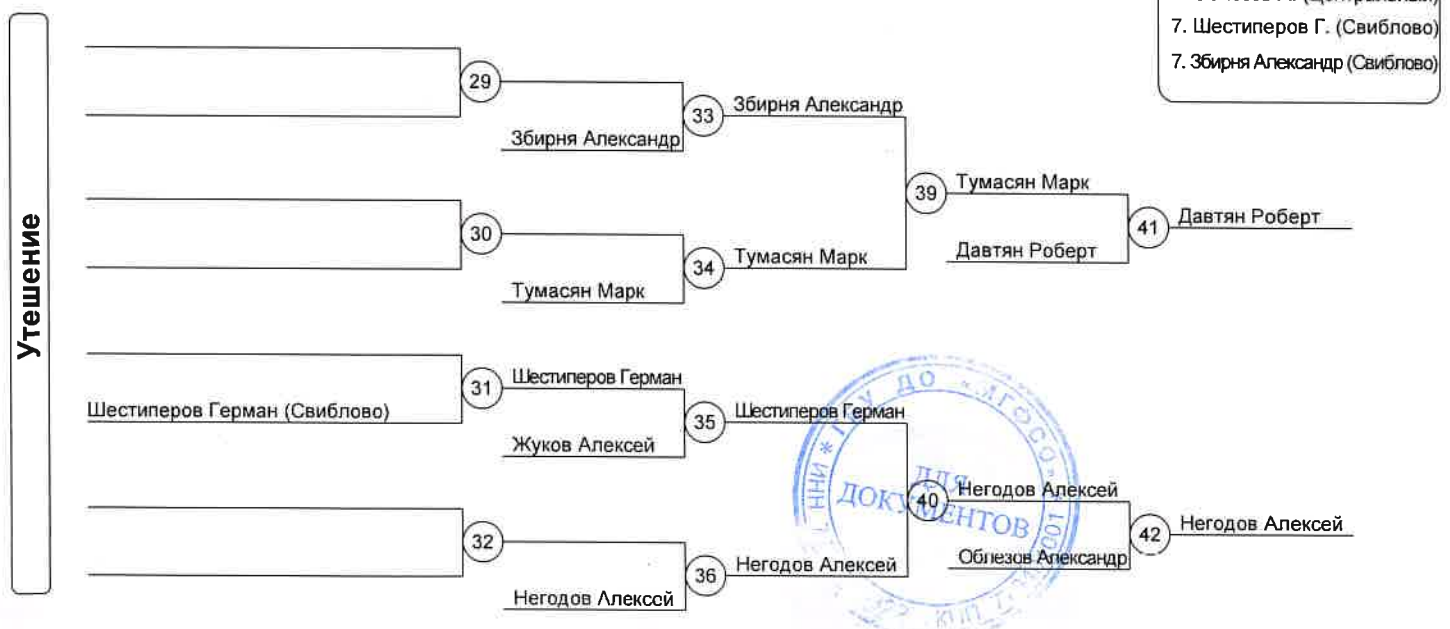 7. Шестиперов Г. (Свиблово)
7. Збирня Александр (Свиблово)
Утешение
29
Збирня Александр
33
Збирня Александр
30
Тумасян Марк
34
Тумасян Марк
39
Тумасян Марк
Давтян Роберт
41
Давтян Роберт
Шестиперов Герман (Свиблово)
31
Шестиперов Герман
Жуков Алексей
35
Шестиперов Герман
32
Негодов Алексей
36
Негодов Алексей
40
Негодов Алексей
Облезов Александр
42
Негодов Алексей
ДЛЯ
ДОКУМЕНТОВ